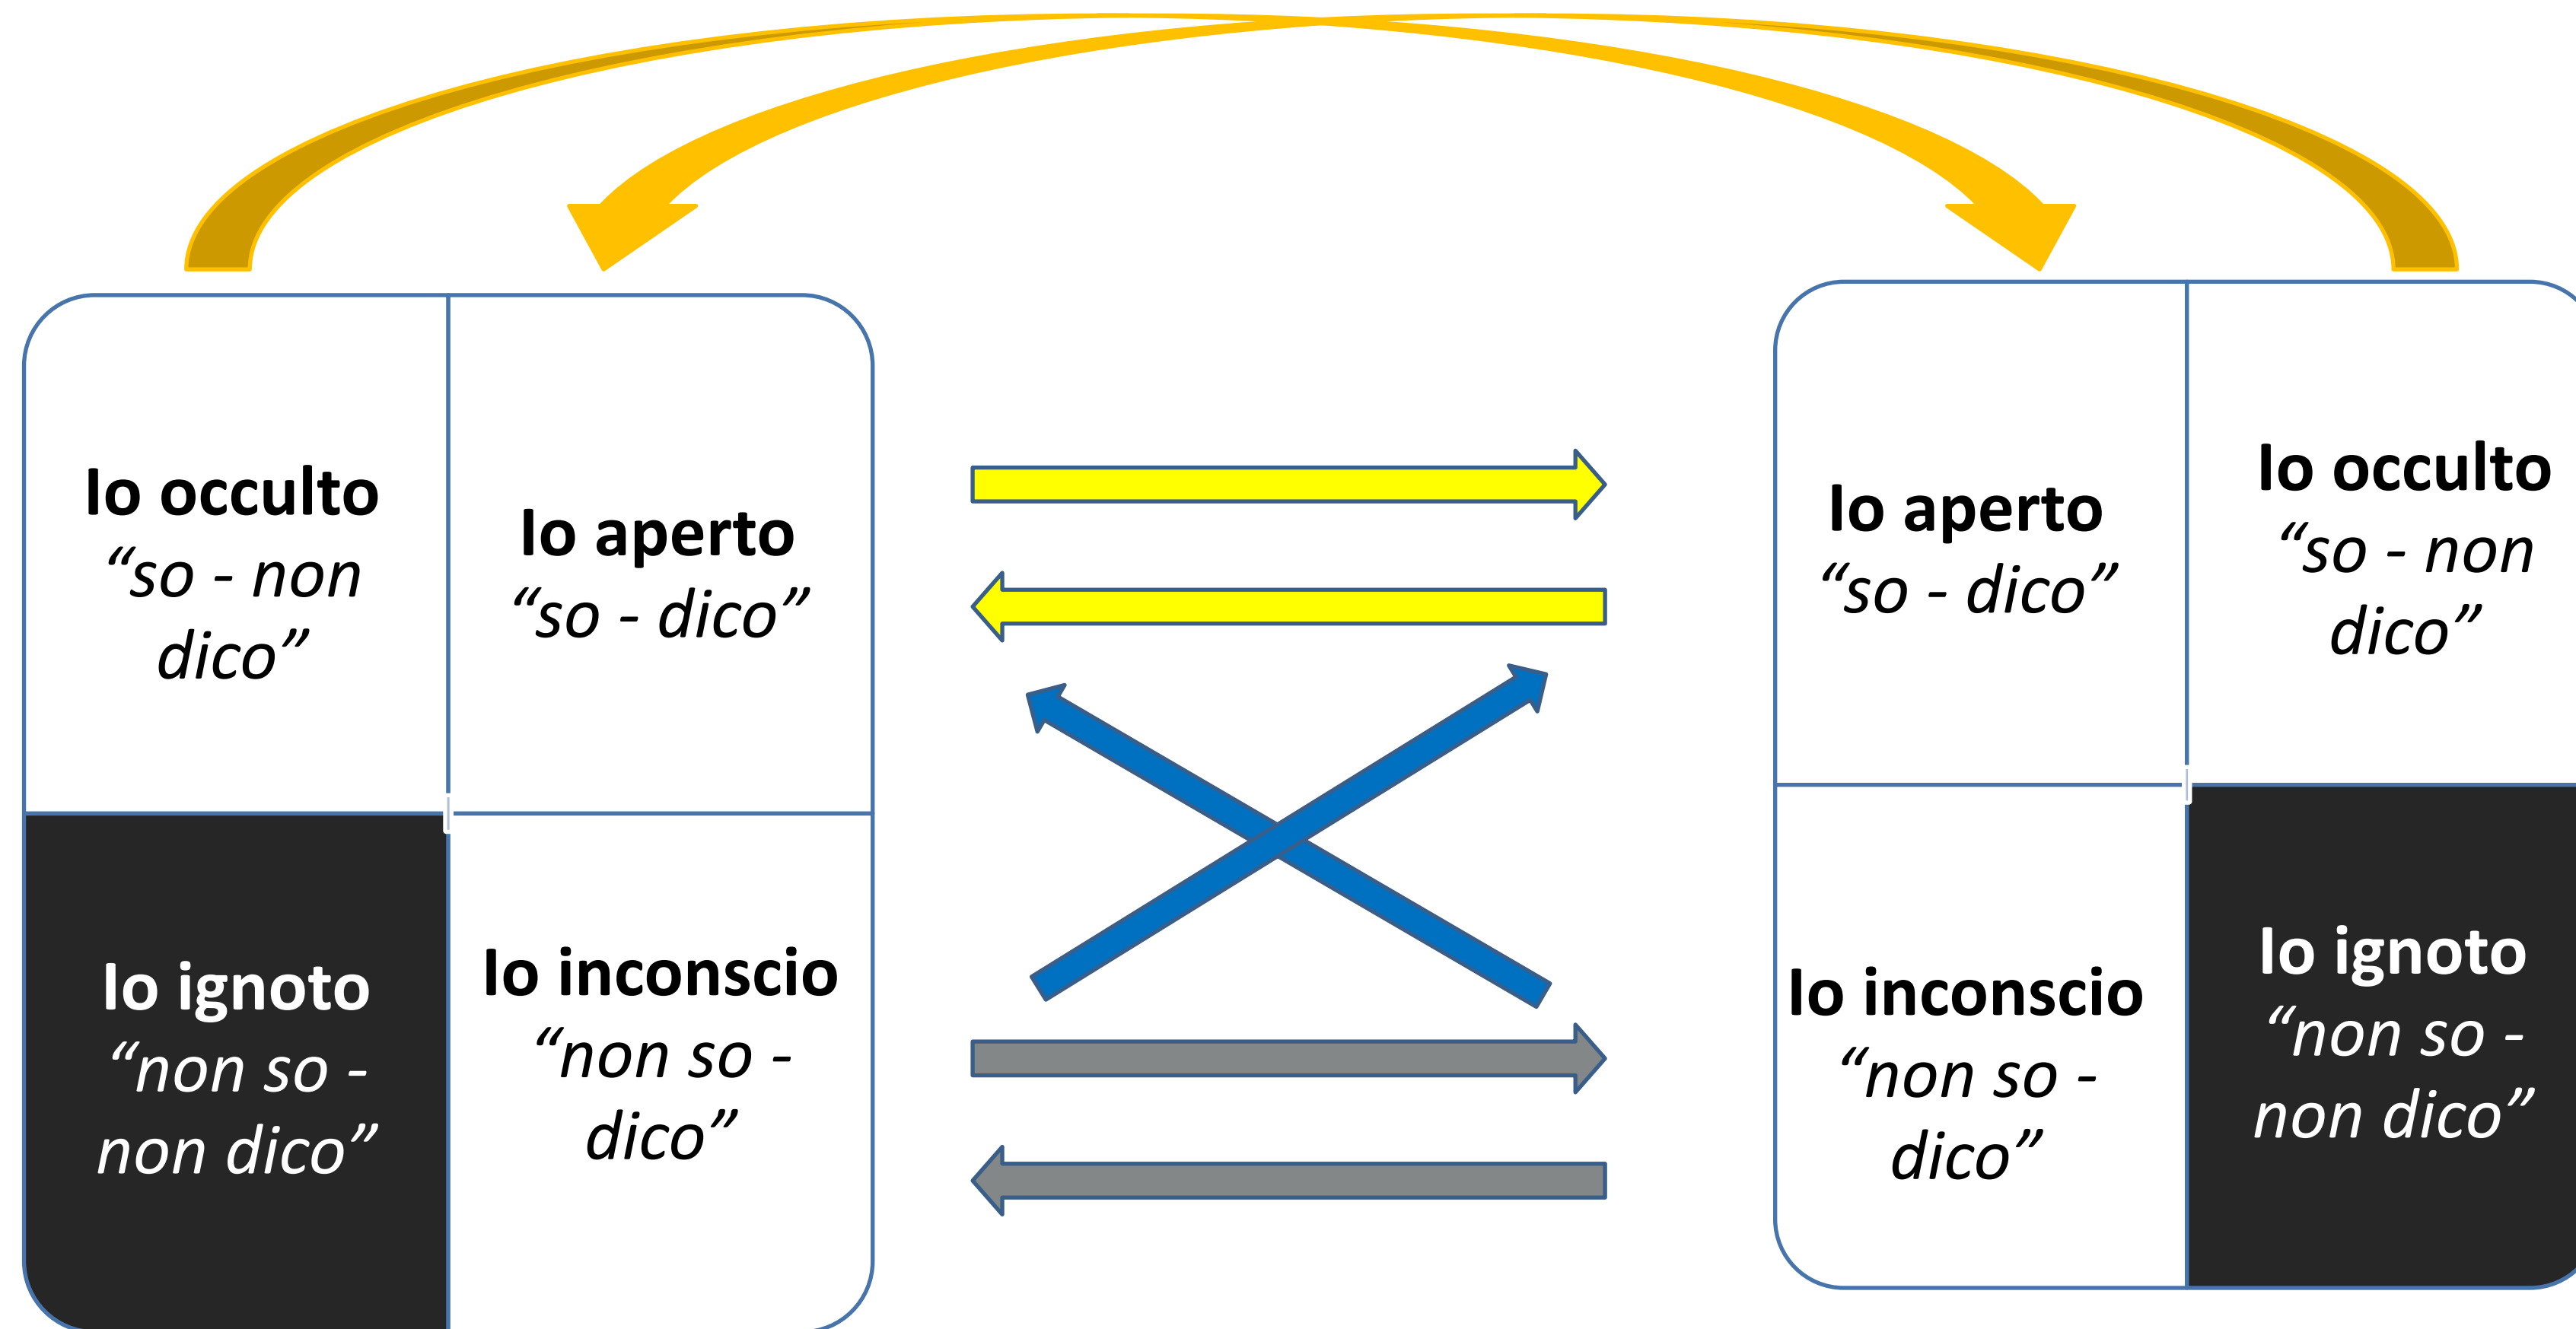 Io occulto
“so - non
dico”
Io aperto
“so - dico”
Io ignoto
“non so -
non dico”
Io inconscio
“non so -
dico”
Io aperto
“so - dico”
Io occulto
“so - non
dico”
Io inconscio
“non so -
dico”
Io ignoto
“non so -
non dico”